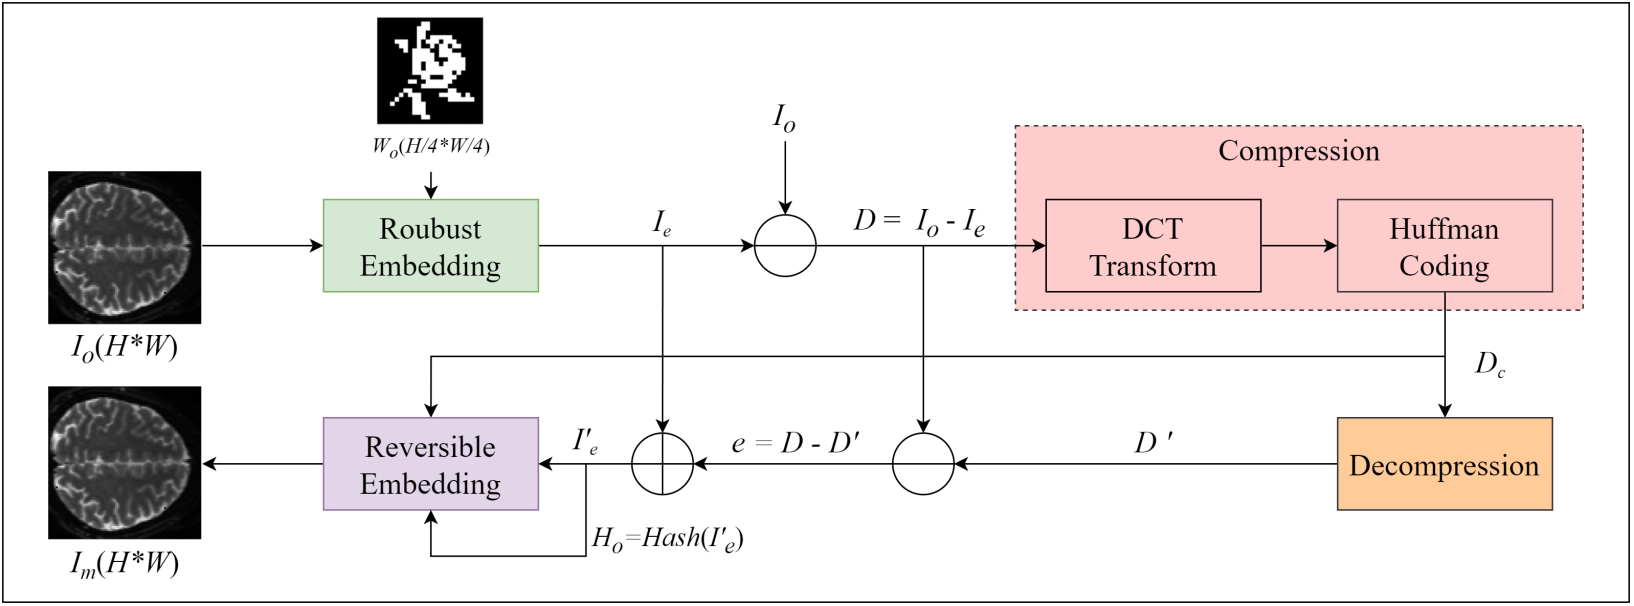 W_o(H/4*W/4)
I_o
Compression
Roubust
Embedding
I_e
D = I_o - I_e
DCT
Transform
Huffman
Coding
I_o(H*W)
D_c
Reversible
Embedding
I'_e
e = D - D'
D '
Decompression
H_o=Hash(I'_e)
I_m(H*W)